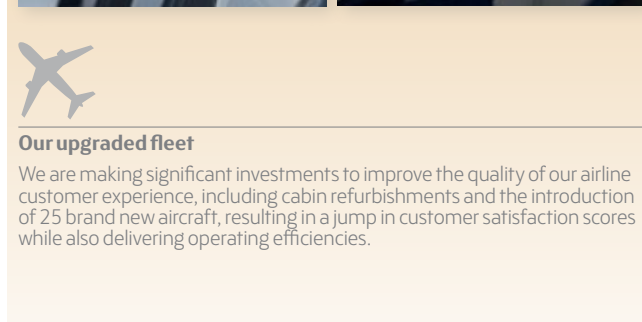 Our upgraded fleet
We are making significant investments to improve the quality of our airline
customer experience, including cabin refurbishments and the introduction
of 25 brand new aircraft, resulting in a jump in customer satisfaction scores
while also delivering operating efficiencies.